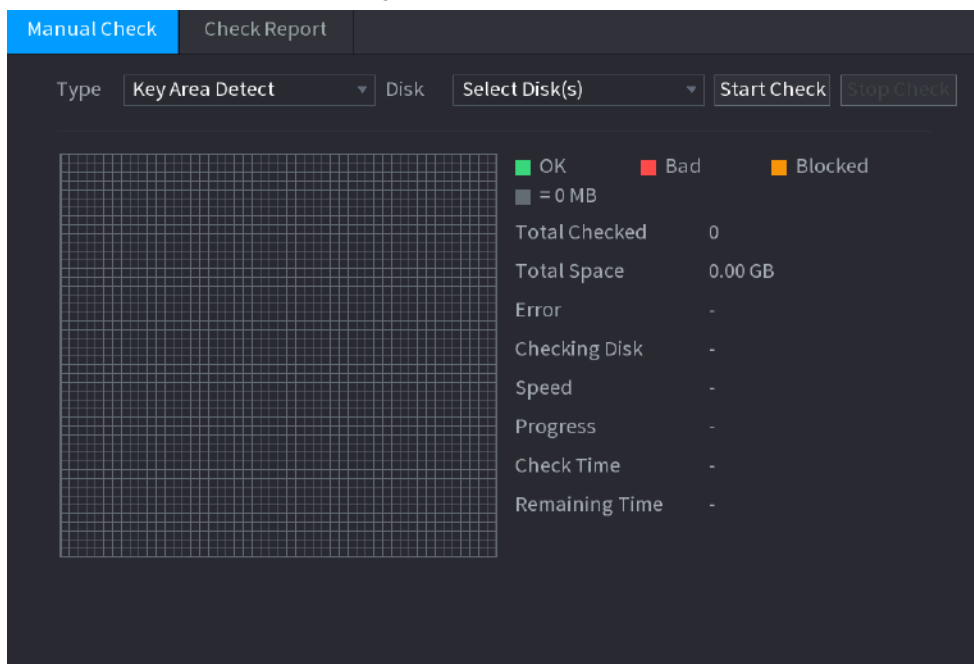 Manual Check Check Report
Type Key Area Detect Disk Select Disk(s) Start Check Stop Check
OK Bad Blocked
= 0 MB
Total Checked 0
Total Space 0.00 GB
Error -
Checking Disk -
Speed -
Progress -
Check Time -
Remaining Time -